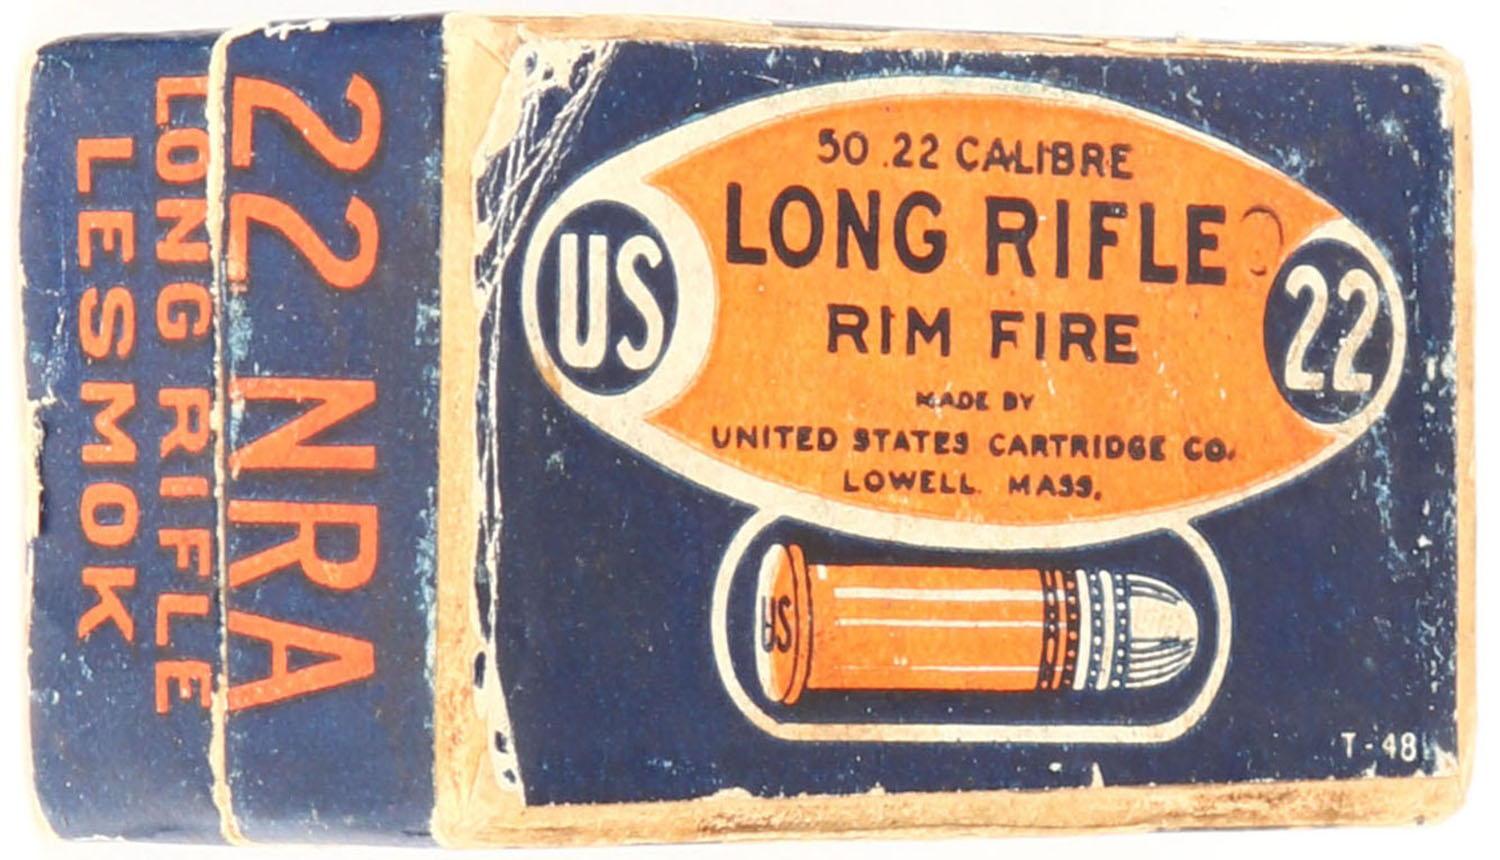 50 .22 CALIBRE
LONG RIFLE
US
22
RIM FIRE
MADE BY
UNITED STATES CARTRIDGE CO.
LOWELL MASS.
US
T-48
22 NRA
LONG RIFLE
LESMOK